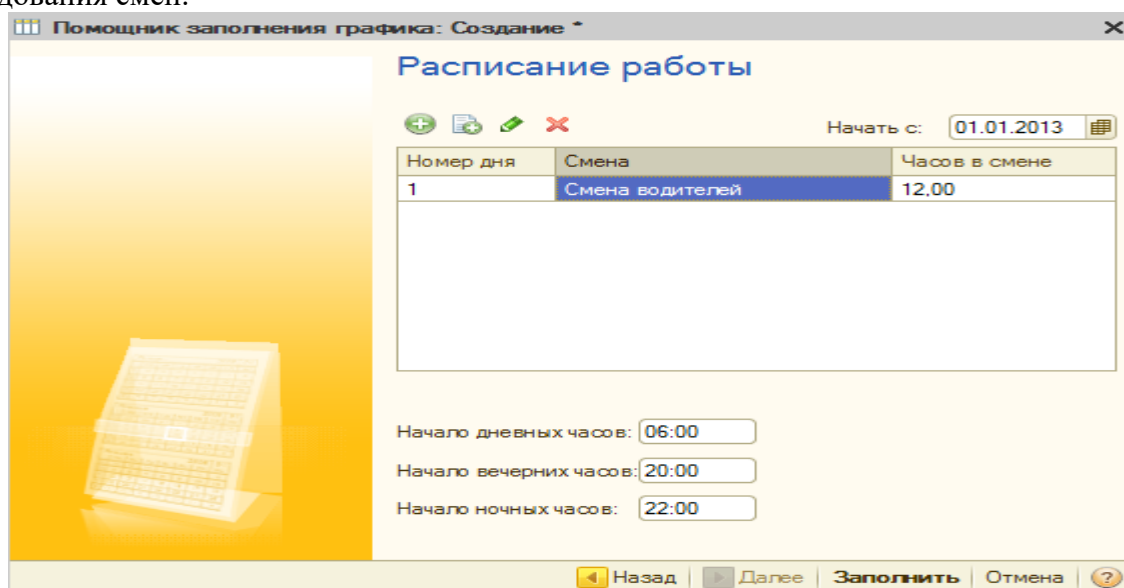 дования смен.
Помощник заполнения графика: Создание *
Расписание работы
Начать с: 01.01.2013
Номер дня Смена Часов в смене
1 Смена водителей 12,00
Начало дневных часов: 06:00
Начало вечерних часов: 20:00
Начало ночных часов: 22:00
Назад Далее Заполнить Отмена ?